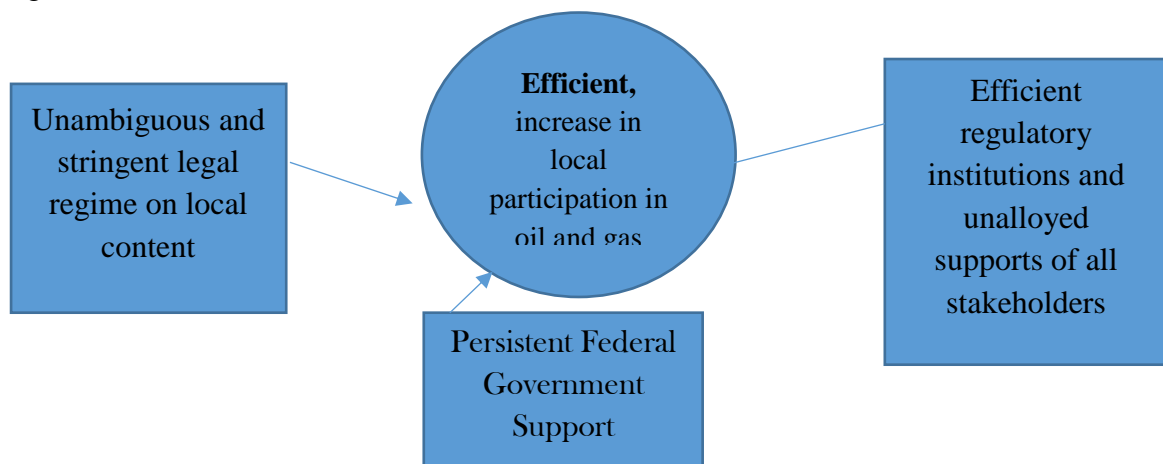 Unambiguous and
stringent legal
regime on local
content
Efficient,
increase in
local
participation in
oil and gas
Persistent Federal
Government
Support
Efficient
regulatory
institutions and
unalloyed
supports of all
stakeholders